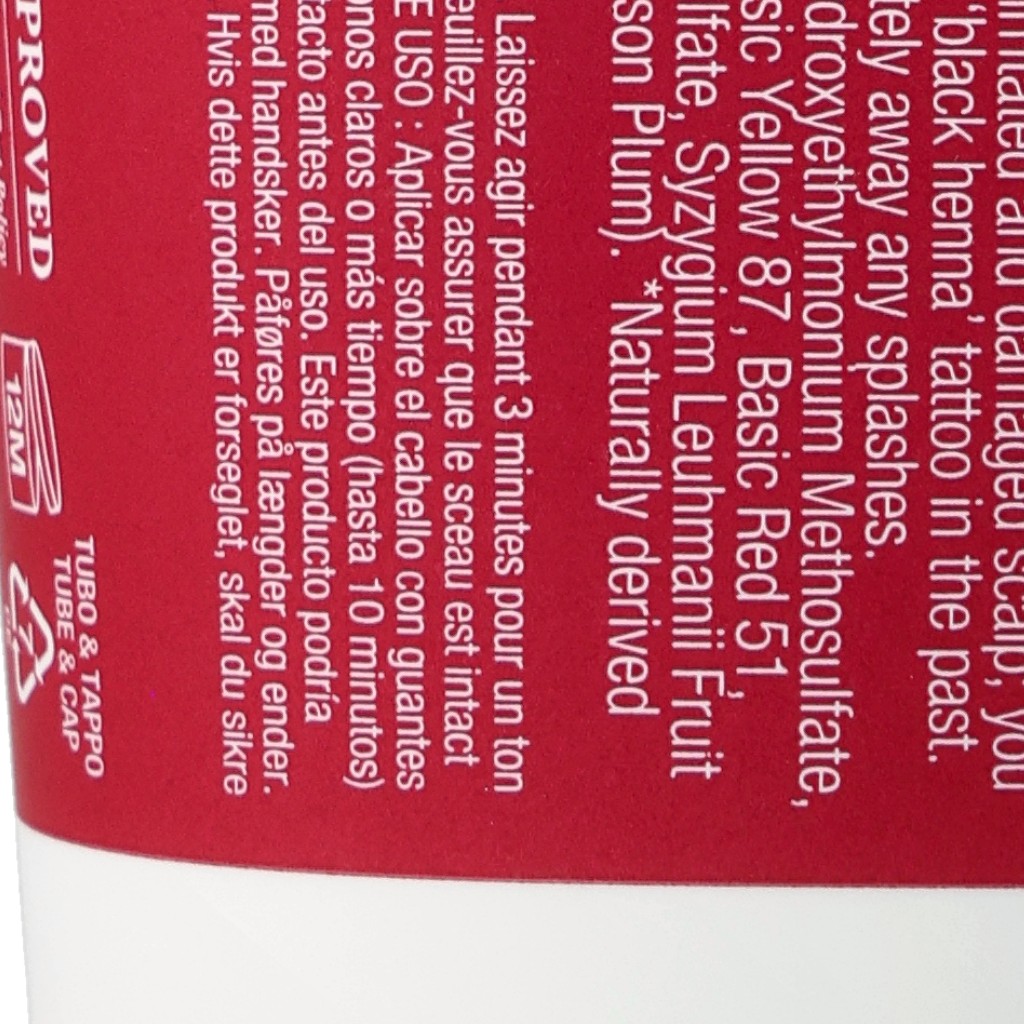 and damaged scalp, you
'black henna' tattoo in the past.
away any splashes.
droxyethylmonium Methosulfate,
sic Yellow 87, Basic Red 51,
lfate, Syzygium Leuhmanii Fruit
son Plum). *Naturally derived
Laissez agir pendant 3 minutes pour un ton
euillez-vous assurer que le sceau est intact
E USO : Aplicar sobre el cabello con guantes
onos claros o más tiempo (hasta 10 minutos)
tacto antes del uso. Este producto podría
med handsker. Påføres på længder og ender.
Hvis dette produkt er forseglet, skal du sikre
TUBO & TAPPO
TUBE & CAP
PROVED
12M
7